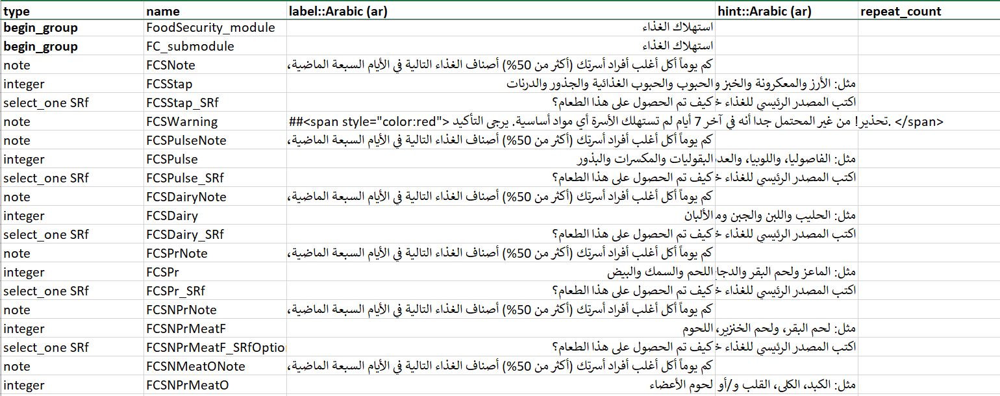 type name label::Arabic (ar) hint::Arabic (ar) repeat_count
begin_group FoodSecurity_module استهلاك الغذاء
begin_group FC_submodule استهلاك الغذاء
note FCSNote كم يوماً أكل أغلب أفراد أسرتك (أكثر من 50%) أصناف الغذاء التالية في الأيام السبعة الماضية،
integer FCSStap الحبوب والحبوب الغذائية والجذور والدرنات مثل: الأرز والمعكرونة والخبز و
select_one SRf FCSStap_SRf كيف تم الحصول على هذا الطعام؟ اكتب المصدر الرئيسي للغذاء
note FCSWarning ##<span style="color:red"> تحذير! من غير المحتمل جدا أنه في آخر 7 أيام لم تستهلك الأسرة أي مواد أساسية. يرجى التأكيد. </span>
note FCSPulseNote كم يوماً أكل أغلب أفراد أسرتك (أكثر من 50%) أصناف الغذاء التالية في الأيام السبعة الماضية،
integer FCSPulse البقوليات والمكسرات والبذور مثل: الفاصوليا، واللوبيا، والعد
select_one SRf FCSPulse_SRf كيف تم الحصول على هذا الطعام؟ اكتب المصدر الرئيسي للغذاء
note FCSDairyNote كم يوماً أكل أغلب أفراد أسرتك (أكثر من 50%) أصناف الغذاء التالية في الأيام السبعة الماضية،
integer FCSDairy الألبان مثل: الحليب واللبن والجبن وم
select_one SRf FCSDairy_SRf كيف تم الحصول على هذا الطعام؟ اكتب المصدر الرئيسي للغذاء
note FCSPrNote كم يوماً أكل أغلب أفراد أسرتك (أكثر من 50%) أصناف الغذاء التالية في الأيام السبعة الماضية،
integer FCSPr اللحم والسمك والبيض مثل: الماعز ولحم البقر والدجا
select_one SRf FCSPr_SRf كيف تم الحصول على هذا الطعام؟ اكتب المصدر الرئيسي للغذاء
note FCSNPrNote كم يوماً أكل أغلب أفراد أسرتك (أكثر من 50%) أصناف الغذاء التالية في الأيام السبعة الماضية،
integer FCSNPrMeatF اللحوم مثل: لحم البقر، ولحم الخنزير،
select_one SRf FCSNPrMeatF_SRfOptio كيف تم الحصول على هذا الطعام؟ اكتب المصدر الرئيسي للغذاء
note FCSNMeatONote كم يوماً أكل أغلب أفراد أسرتك (أكثر من 50%) أصناف الغذاء التالية في الأيام السبعة الماضية،
integer FCSNPrMeatO لحوم الأعضاء مثل: الكبد، الكلى، القلب و/أو